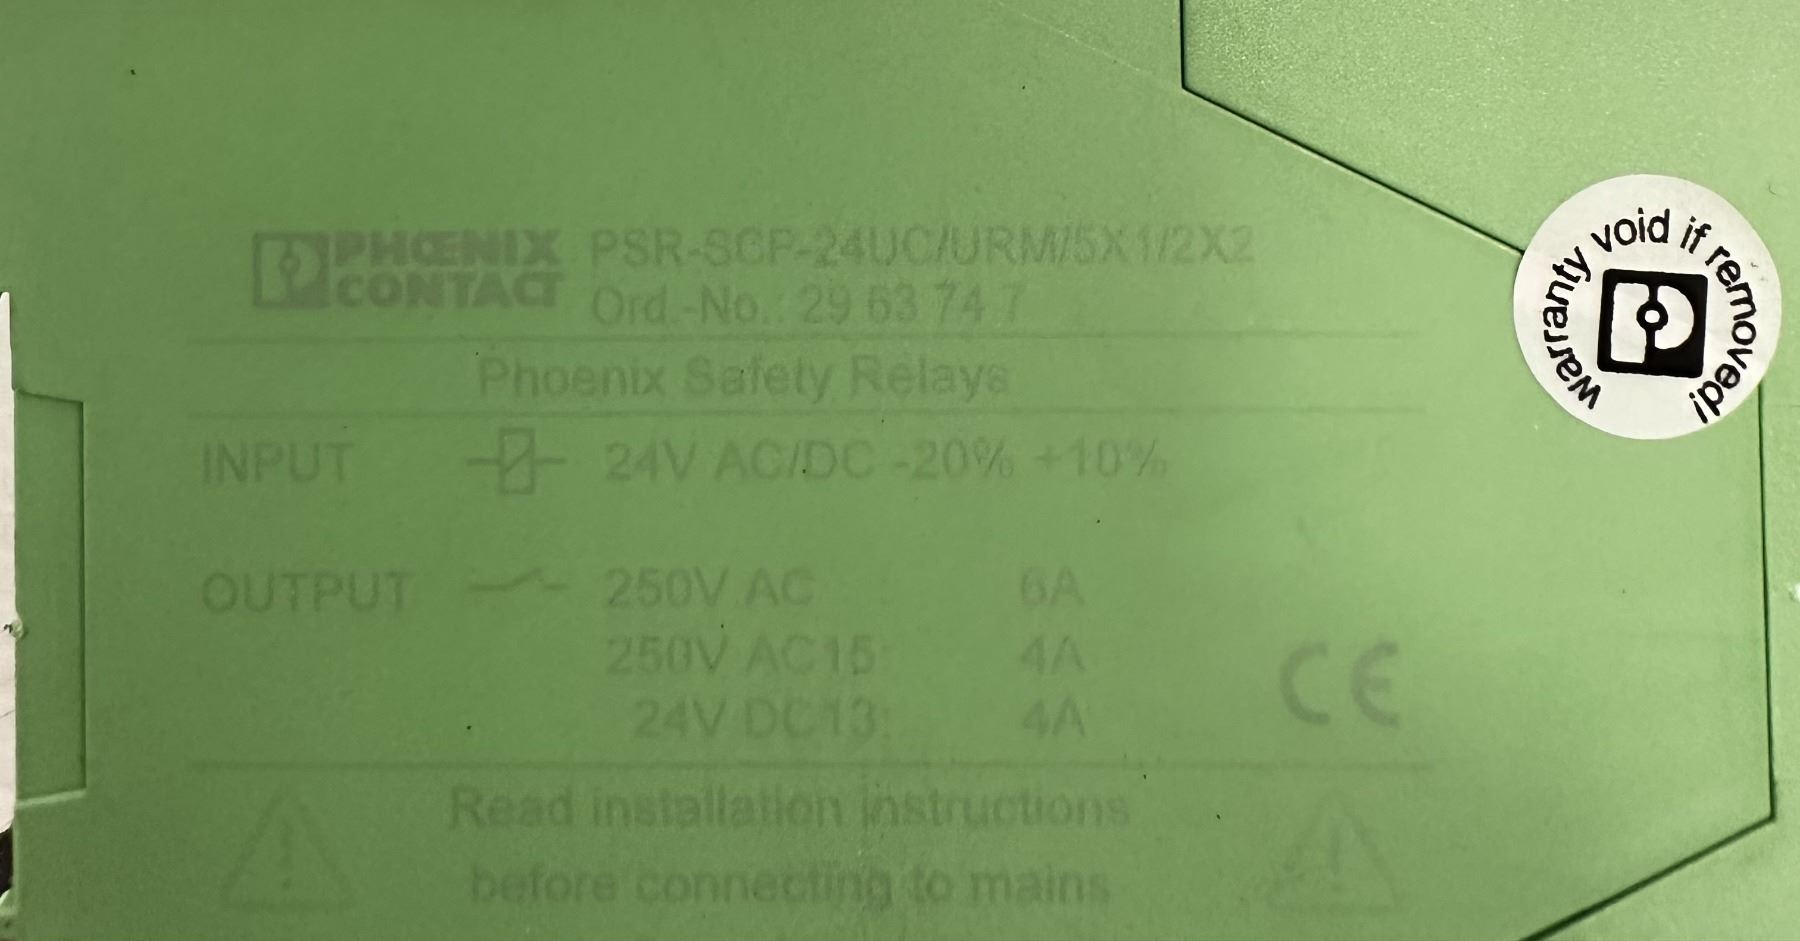 PHOENIX
CONTACT
PSR-SCP-24UC/URM/5X1/2X2
Ord.-No.: 29 63 74 7
Phoenix Safety Relays
INPUT 24V AC/DC -20% +10%
OUTPUT 250V AC 6A
250V AC15: 4A
24V DC13: 4A
CE
Read installation instructions
before connecting to mains
warranty void if removed!